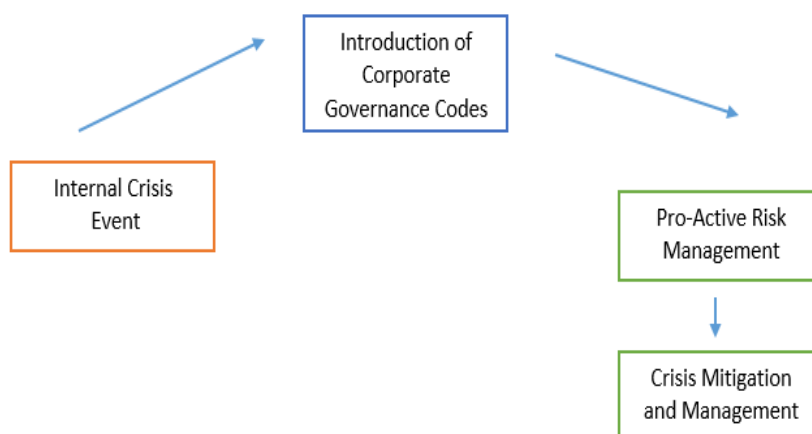 Introduction of
Corporate
Governance Codes
Internal Crisis
Event
Pro-Active Risk
Management
Crisis Mitigation
and Management